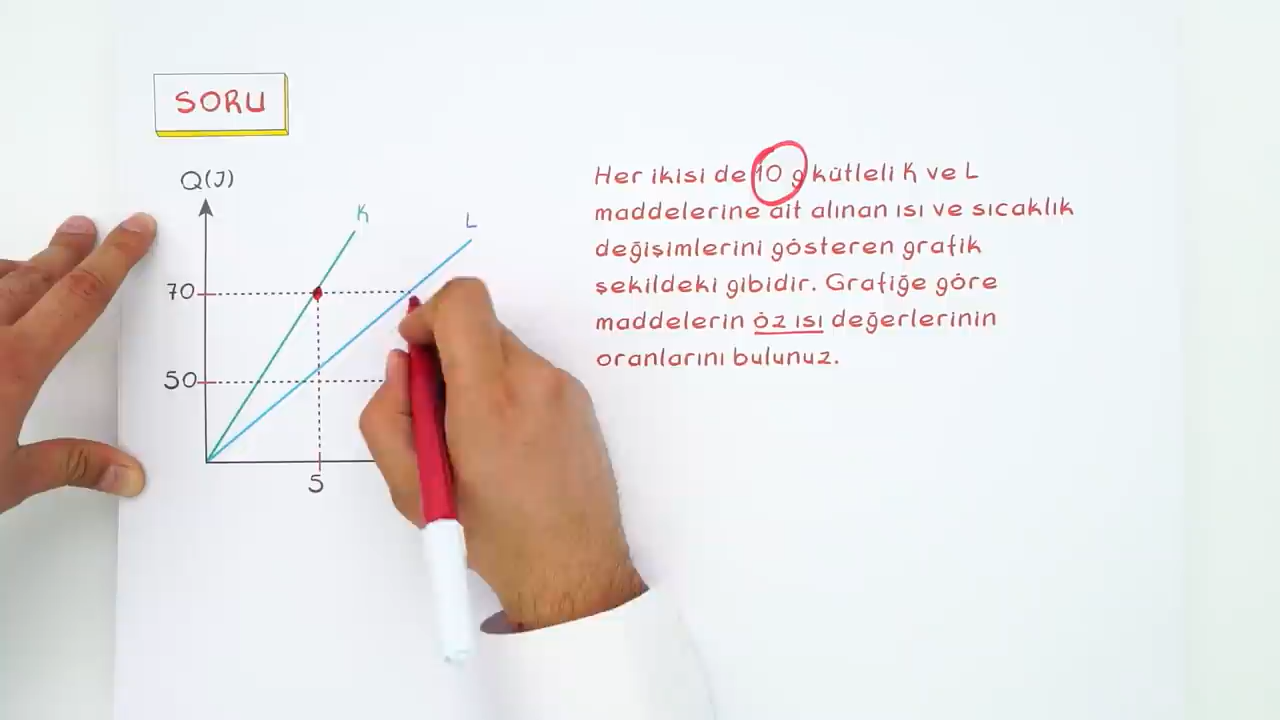 SORU
Q(J)
K
L
70
50
5
Her ikisi de 10 g kütleli K ve L
maddelerine ait alınan ısı ve sıcaklık
değişimlerini gösteren grafik
şekildeki gibidir. Grafiğe göre
maddelerin öz ısı değerlerinin
oranlarını bulunuz.